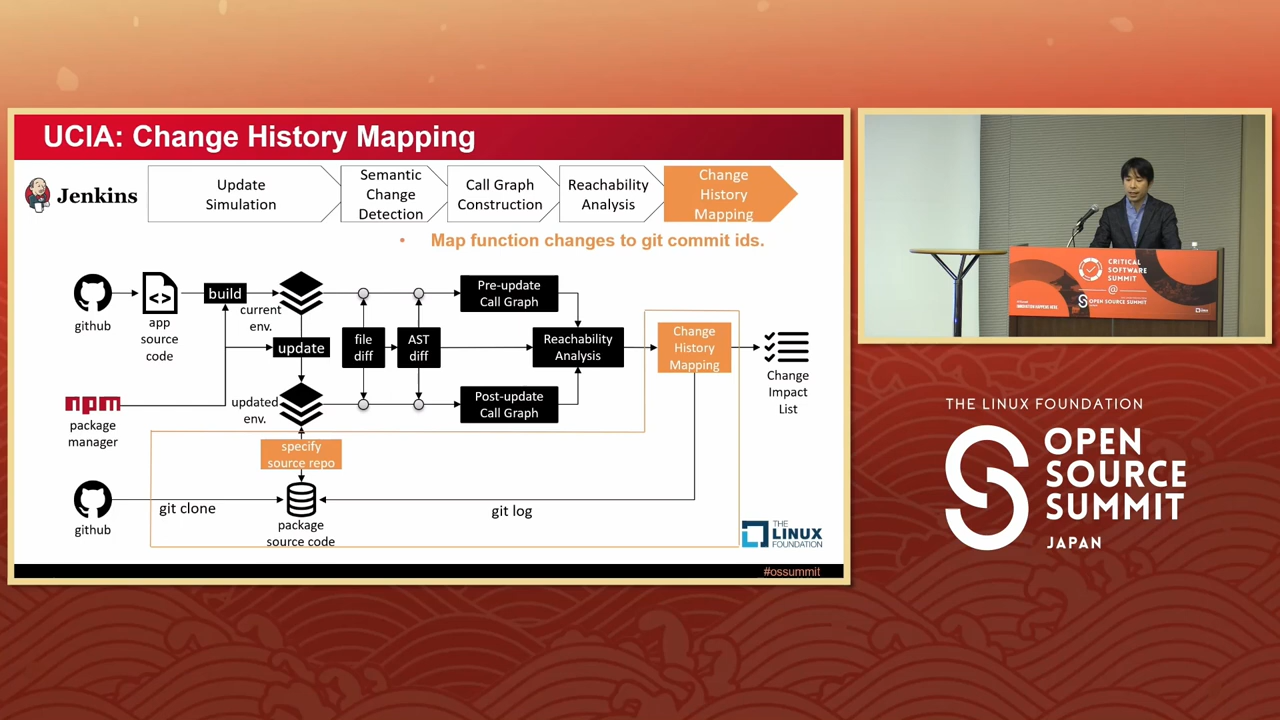 UCIA: Change History Mapping
Jenkins
Update
Simulation
Semantic
Change
Detection
Call Graph
Construction
Reachability
Analysis
Change
History
Mapping
• Map function changes to git commit ids.
github
app
source
code
build
current
env.
update
file
diff
AST
diff
Pre-update
Call Graph
Reachability
Analysis
Change
History
Mapping
Change
Impact
List
npm
package
manager
updated
env.
Post-update
Call Graph
specify
source repo
github
git clone
package
source code
git log
THE
LINUX
FOUNDATION
#ossummit
CRITICAL
SOFTWARE
SUMMIT
@
OPEN SOURCE SUMMIT
THE LINUX FOUNDATION
OPEN
SOURCE
SUMMIT
JAPAN